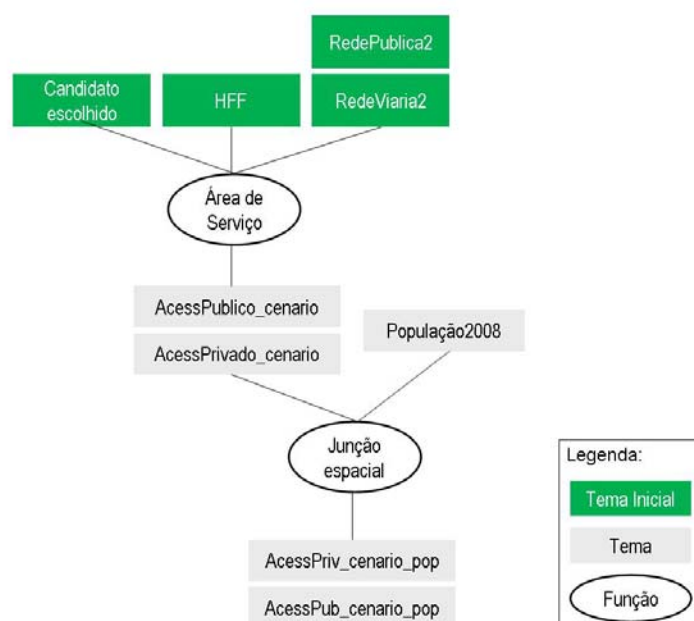 RedePublica2
Candidato
escolhido
HFF
RedeViaria2
Área de
Serviço
AcessPublico_cenario
AcessPrivado_cenario
População2008
Junção
espacial
AcessPriv_cenario_pop
AcessPub_cenario_pop
Legenda:
Tema Inicial
Tema
Função